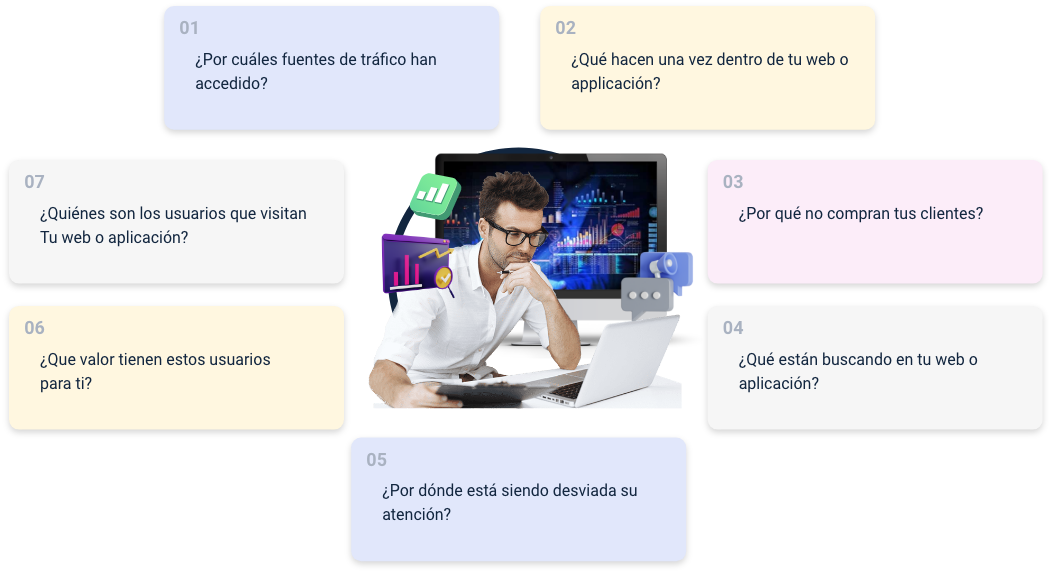 01
¿Por cuáles fuentes de tráfico han
accedido?
02
¿Qué hacen una vez dentro de tu web o
applicación?
03
¿Por qué no compran tus clientes?
04
¿Qué están buscando en tu web o
aplicación?
05
¿Por dónde está siendo desviada su
atención?
06
¿Que valor tienen estos usuarios
para ti?
07
¿Quiénes son los usuarios que visitan
Tu web o aplicación?